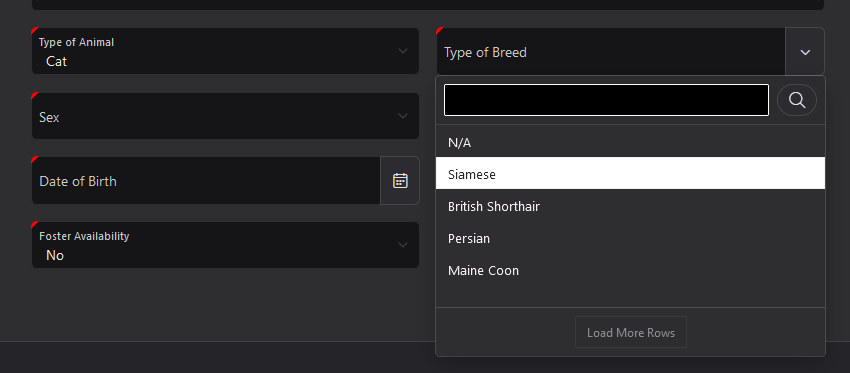 Type of Animal
Cat
Type of Breed
Sex
N/A
Siamese
Date of Birth
British Shorthair
Persian
Foster Availability
No
Maine Coon
Load More Rows